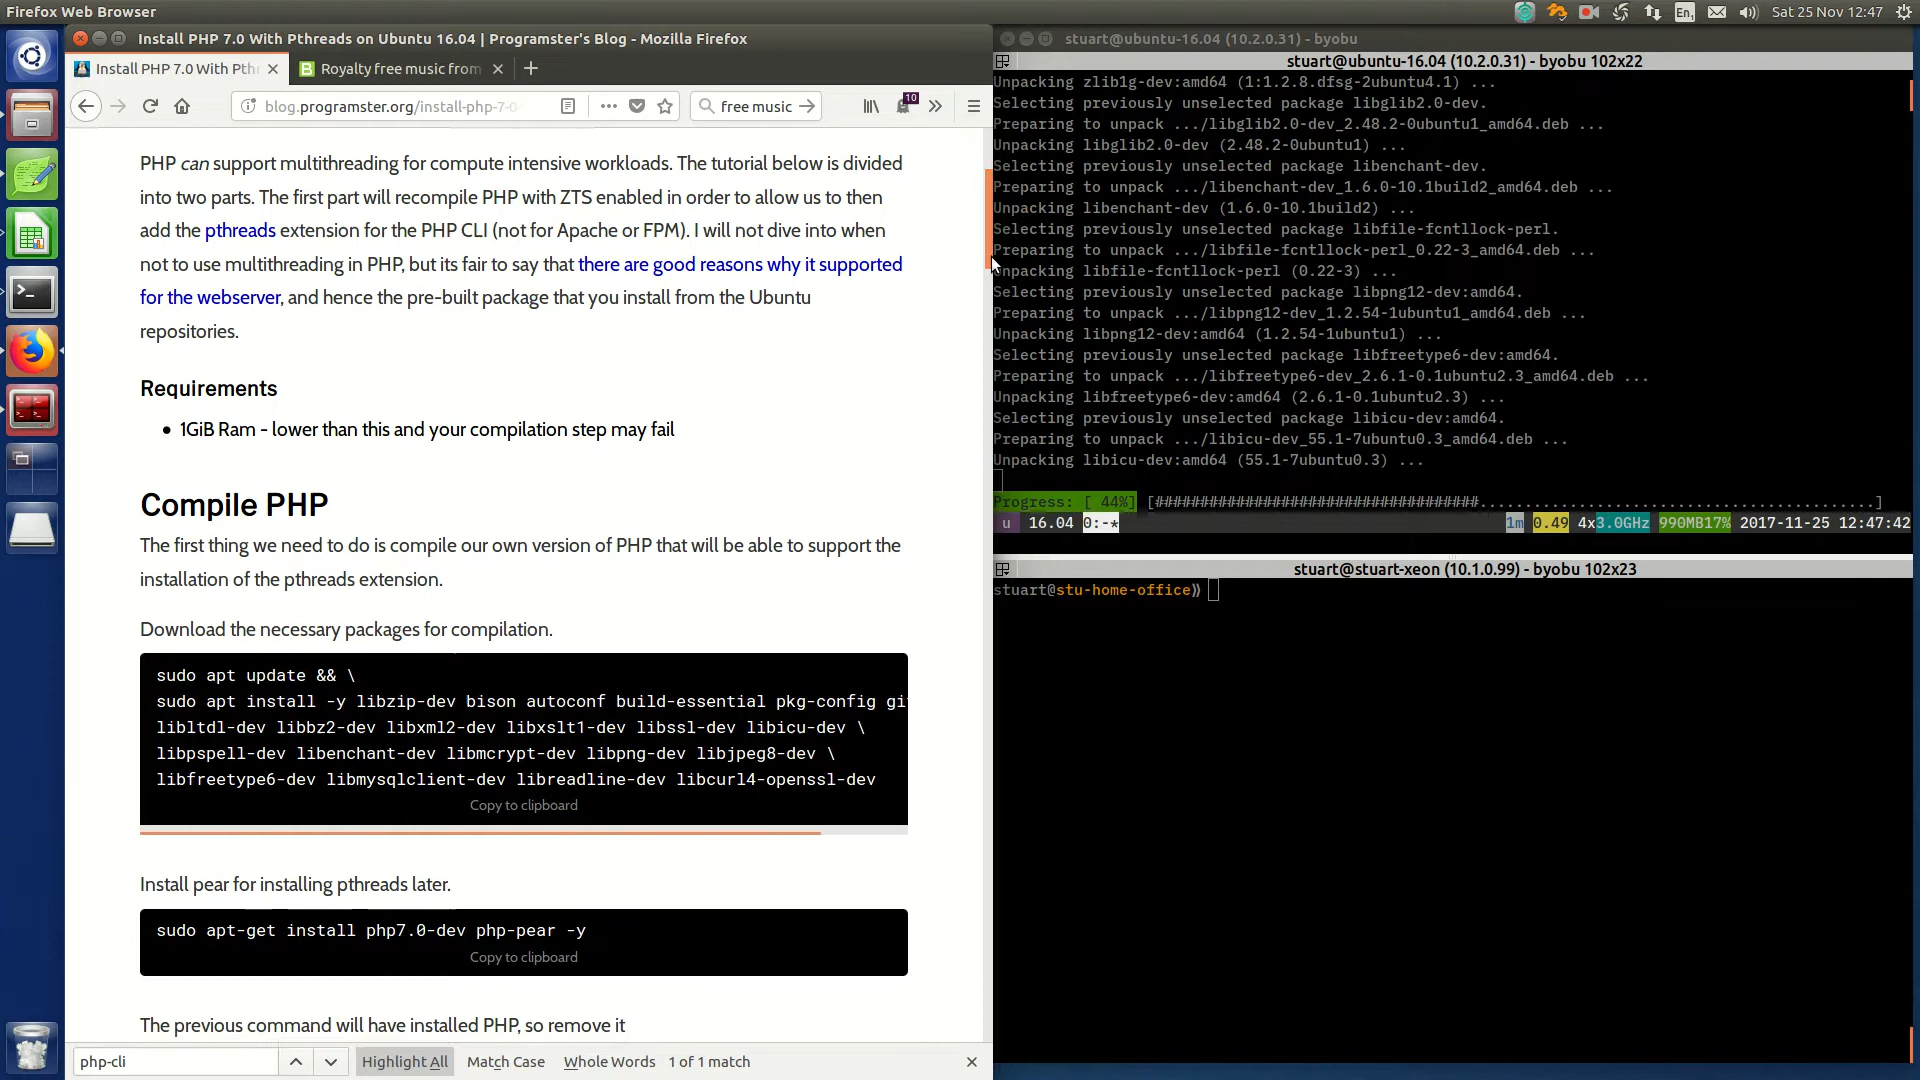 Firefox Web Browser
En1
Sat 25 Nov 12:47
Install PHP 7.0 With Pthreads on Ubuntu 16.04 | Programster's Blog - Mozilla Firefox
Install PHP 7.0 With Pth
Royalty free music from
blog.programster.org/install-php-7-0
free music
10
PHP can support multithreading for compute intensive workloads. The tutorial below is divided
into two parts. The first part will recompile PHP with ZTS enabled in order to allow us to then
add the pthreads extension for the PHP CLI (not for Apache or FPM). I will not dive into when
not to use multithreading in PHP, but its fair to say that there are good reasons why it supported
for the webserver, and hence the pre-built package that you install from the Ubuntu
repositories.
Requirements
• 1GiB Ram - lower than this and your compilation step may fail
Compile PHP
The first thing we need to do is compile our own version of PHP that will be able to support the
installation of the pthreads extension.
Download the necessary packages for compilation.
sudo apt update && \
sudo apt install -y libzip-dev bison autoconf build-essential pkg-config gi
libltdl-dev libbz2-dev libxml2-dev libxslt1-dev libssl-dev libicu-dev \
libpspell-dev libenchant-dev libmcrypt-dev libpng-dev libjpeg8-dev \
libfreetype6-dev libmysqlclient-dev libreadline-dev libcurl4-openssl-dev
Copy to clipboard
Install pear for installing pthreads later.
sudo apt-get install php7.0-dev php-pear -y
Copy to clipboard
The previous command will have installed PHP, so remove it
php-cli
Highlight All
Match Case
Whole Words
1 of 1 match
stuart@ubuntu-16.04 (10.2.0.31) - byobu
stuart@ubuntu-16.04 (10.2.0.31) - byobu 102x22
Unpacking zlib1g-dev:amd64 (1:1.2.8.dfsg-2ubuntu4.1) ...
Selecting previously unselected package libglib2.0-dev.
Preparing to unpack .../libglib2.0-dev_2.48.2-0ubuntu1_amd64.deb ...
Unpacking libglib2.0-dev (2.48.2-0ubuntu1) ...
Selecting previously unselected package libenchant-dev.
Preparing to unpack .../libenchant-dev_1.6.0-10.1build2_amd64.deb ...
Unpacking libenchant-dev (1.6.0-10.1build2) ...
Selecting previously unselected package libfile-fcntllock-perl.
Preparing to unpack .../libfile-fcntllock-perl_0.22-3_amd64.deb ...
Unpacking libfile-fcntllock-perl (0.22-3) ...
Selecting previously unselected package libpng12-dev:amd64.
Preparing to unpack .../libpng12-dev_1.2.54-1ubuntu1_amd64.deb ...
Unpacking libpng12-dev:amd64 (1.2.54-1ubuntu1) ...
Selecting previously unselected package libfreetype6-dev:amd64.
Preparing to unpack .../libfreetype6-dev_2.6.1-0.1ubuntu2.3_amd64.deb ...
Unpacking libfreetype6-dev:amd64 (2.6.1-0.1ubuntu2.3) ...
Selecting previously unselected package libicu-dev:amd64.
Preparing to unpack .../libicu-dev_55.1-7ubuntu0.3_amd64.deb ...
Unpacking libicu-dev:amd64 (55.1-7ubuntu0.3) ...
Progress: [ 44%] [####################################............................................]
u 16.04 0:-* 1m 0.49 4x3.0GHz 990MB17% 2017-11-25 12:47:42
stuart@stuart-xeon (10.1.0.99) - byobu 102x23
stuart@stu-home-office⟫